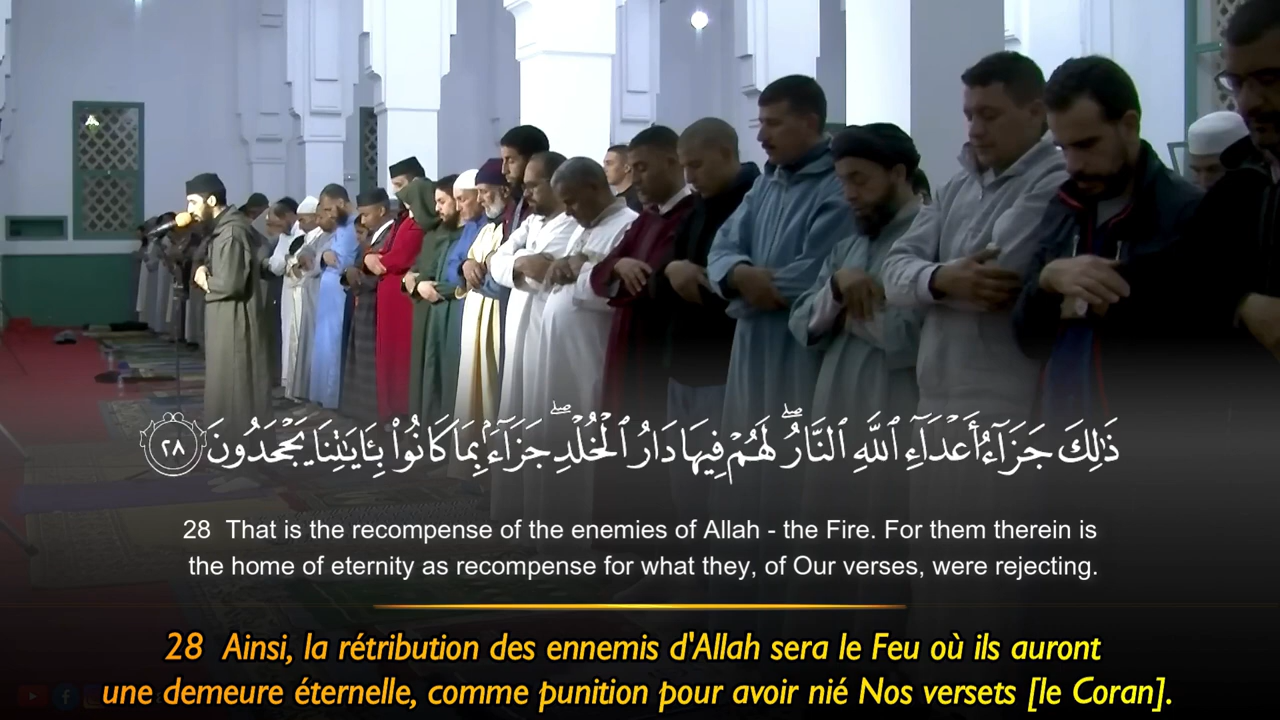 ذَٰلِكَ جَزَآءُ أَعْدَآءِ ٱللَّهِ ٱلنَّارُ ۖ لَهُمْ فِيهَا دَارُ ٱلْخُلْدِ ۖ جَزَآءًۢ بِمَا كَانُوا۟ بِـَٔايَـٰتِنَا يَجْحَدُونَ ٢٨
28 That is the recompense of the enemies of Allah - the Fire. For them therein is
the home of eternity as recompense for what they, of Our verses, were rejecting.
28 Ainsi, la rétribution des ennemis d'Allah sera le Feu où ils auront
une demeure éternelle, comme punition pour avoir nié Nos versets [le Coran].